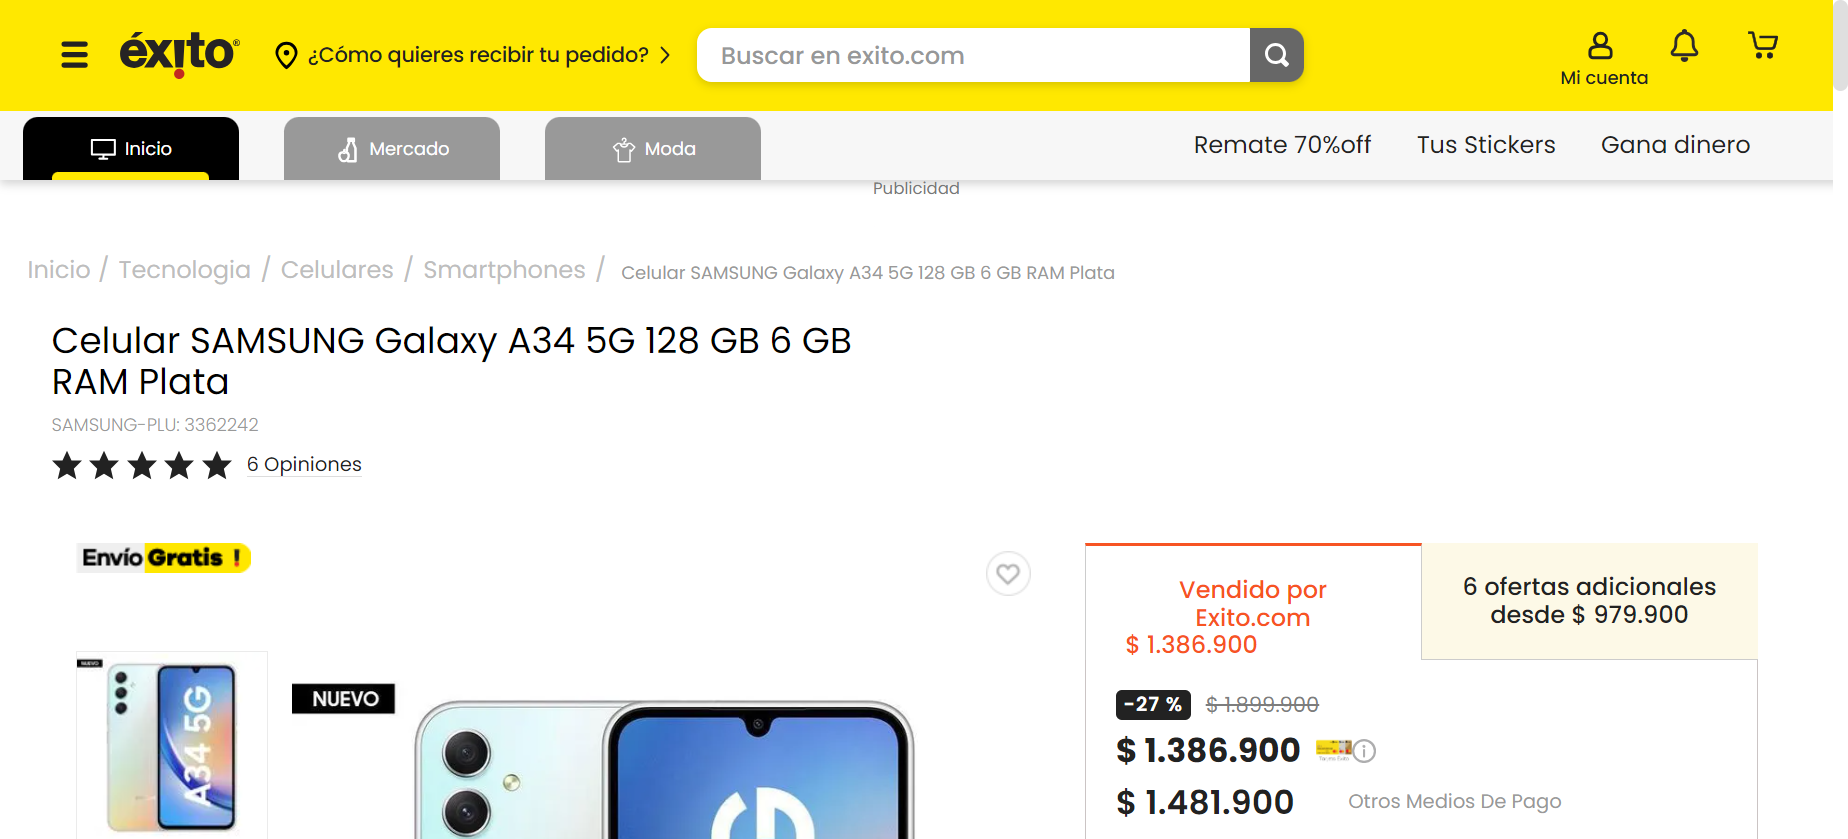 éxito®
¿Cómo quieres recibir tu pedido?
Buscar en exito.com
Mi cuenta
Inicio
Mercado
Moda
Remate 70%off
Tus Stickers
Gana dinero
Publicidad
Inicio / Tecnologia / Celulares / Smartphones / Celular SAMSUNG Galaxy A34 5G 128 GB 6 GB RAM Plata
Celular SAMSUNG Galaxy A34 5G 128 GB 6 GB
RAM Plata
SAMSUNG-PLU: 3362242
6 Opiniones
Envío Gratis !
NUEVO
A34 5G
NUEVO
Vendido por
Exito.com
$ 1.386.900
6 ofertas adicionales
desde $ 979.900
-27 % $ 1.899.900
$ 1.386.900
$ 1.481.900 Otros Medios De Pago